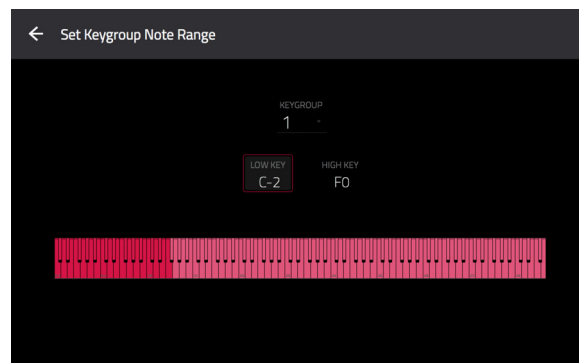 Set Keygroup Note Range
KEYGROUP
1
LOW KEY HIGH KEY
C-2 F0